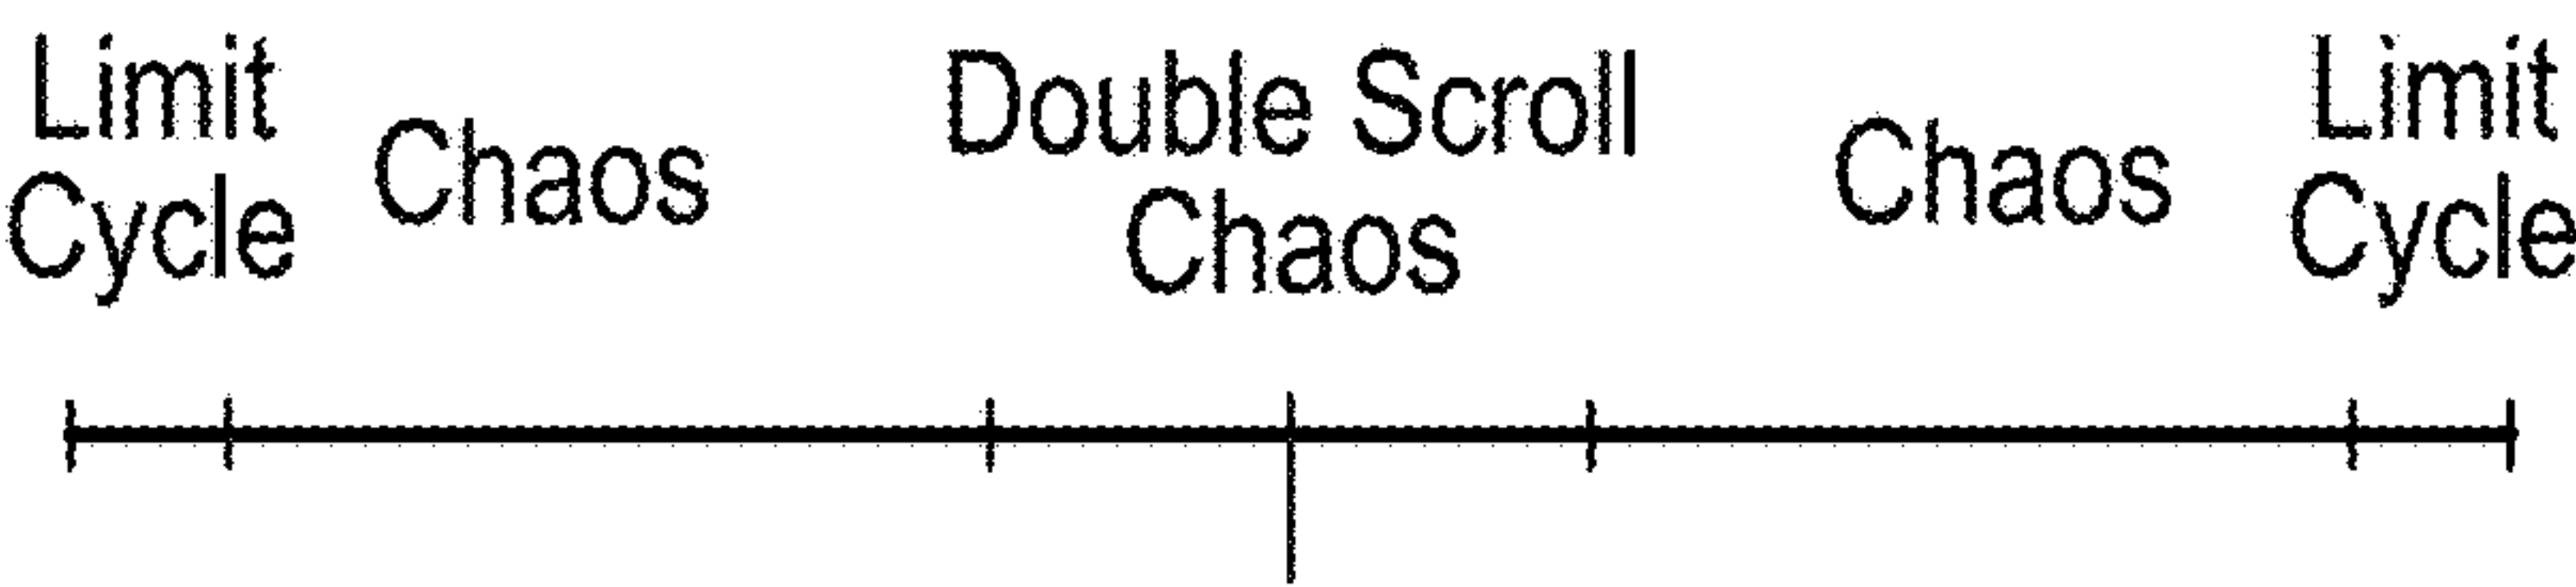 Limit
Cycle
Chaos
Double Scroll
Chaos
Chaos
Limit
Cycle